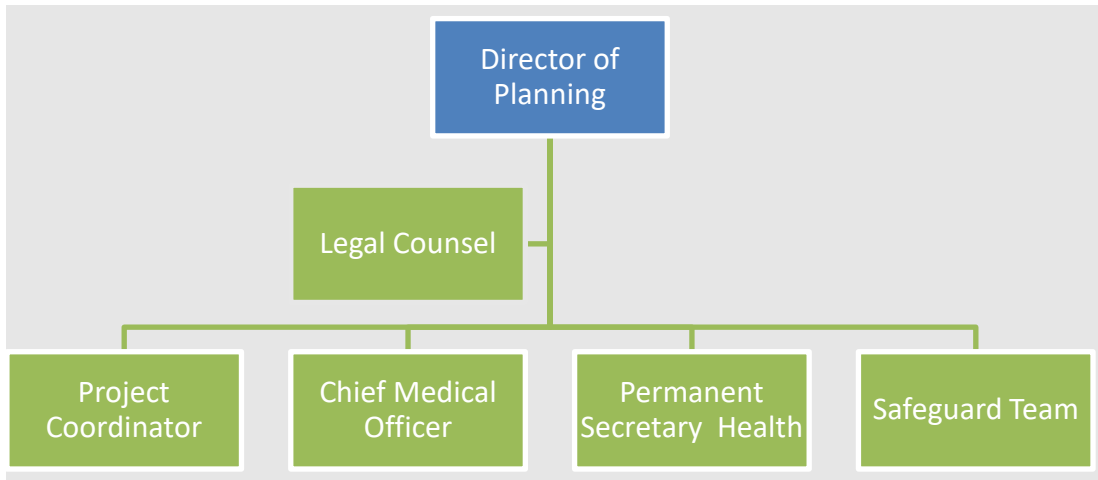 Director of
Planning
Legal Counsel
Project
Coordinator
Chief Medical
Officer
Permanent
Secretary  Health
Safeguard Team